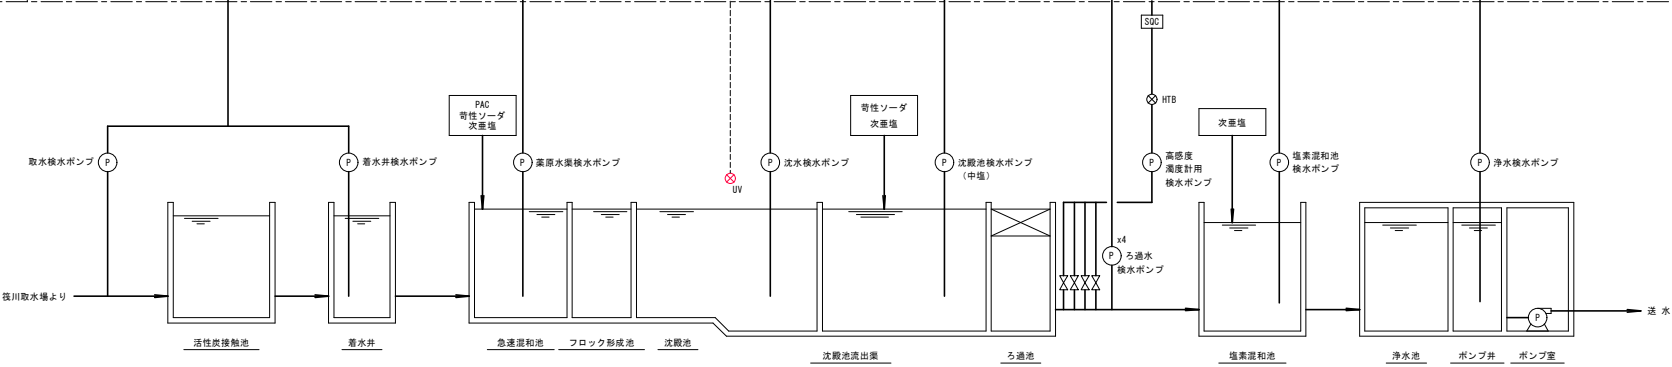 SQC
HTB
PAC
苛性ソーダ
次亜塩
苛性ソーダ
次亜塩
次亜塩
取水検水ポンプ
P
P
着水井検水ポンプ
P
薬原水渠検水ポンプ
UV
P
沈水検水ポンプ
P
沈殿池検水ポンプ
(中塩)
P
高感度
濁度計用
検水ポンプ
P
塩素混和池
検水ポンプ
P
浄水検水ポンプ
x4
P
ろ過水
検水ポンプ
筏川取水場より
P
送 水
活性炭接触池
着水井
急速混和池
フロック形成池
沈殿池
沈殿池流出渠
ろ過池
塩素混和池
浄水池
ポンプ井
ポンプ室